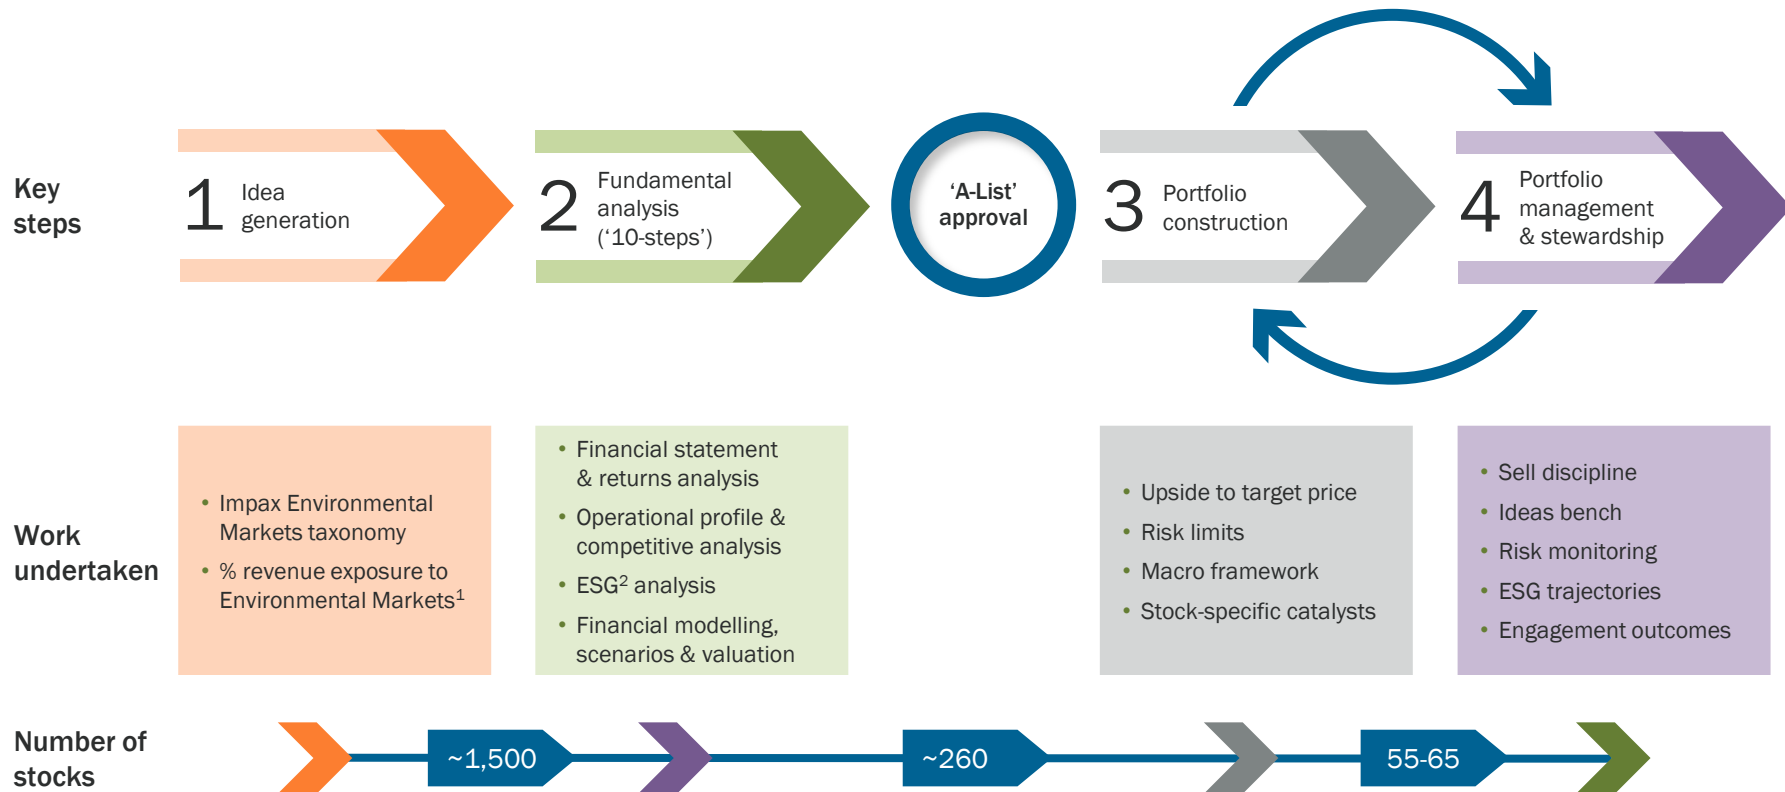 Key
steps
1
Idea
generation
2
Fundamental
analysis
(‘10-steps’)
‘A-List’
approval
3
Portfolio
construction
4
Portfolio
management
& stewardship
Work
undertaken
• Impax Environmental
Markets taxonomy
• % revenue exposure to
Environmental Markets¹
• Financial statement
& returns analysis
• Operational profile &
competitive analysis
• ESG² analysis
• Financial modelling,
scenarios & valuation
• Upside to target price
• Risk limits
• Macro framework
• Stock-specific catalysts
• Sell discipline
• Ideas bench
• Risk monitoring
• ESG trajectories
• Engagement outcomes
Number of
stocks
~1,500
~260
55-65